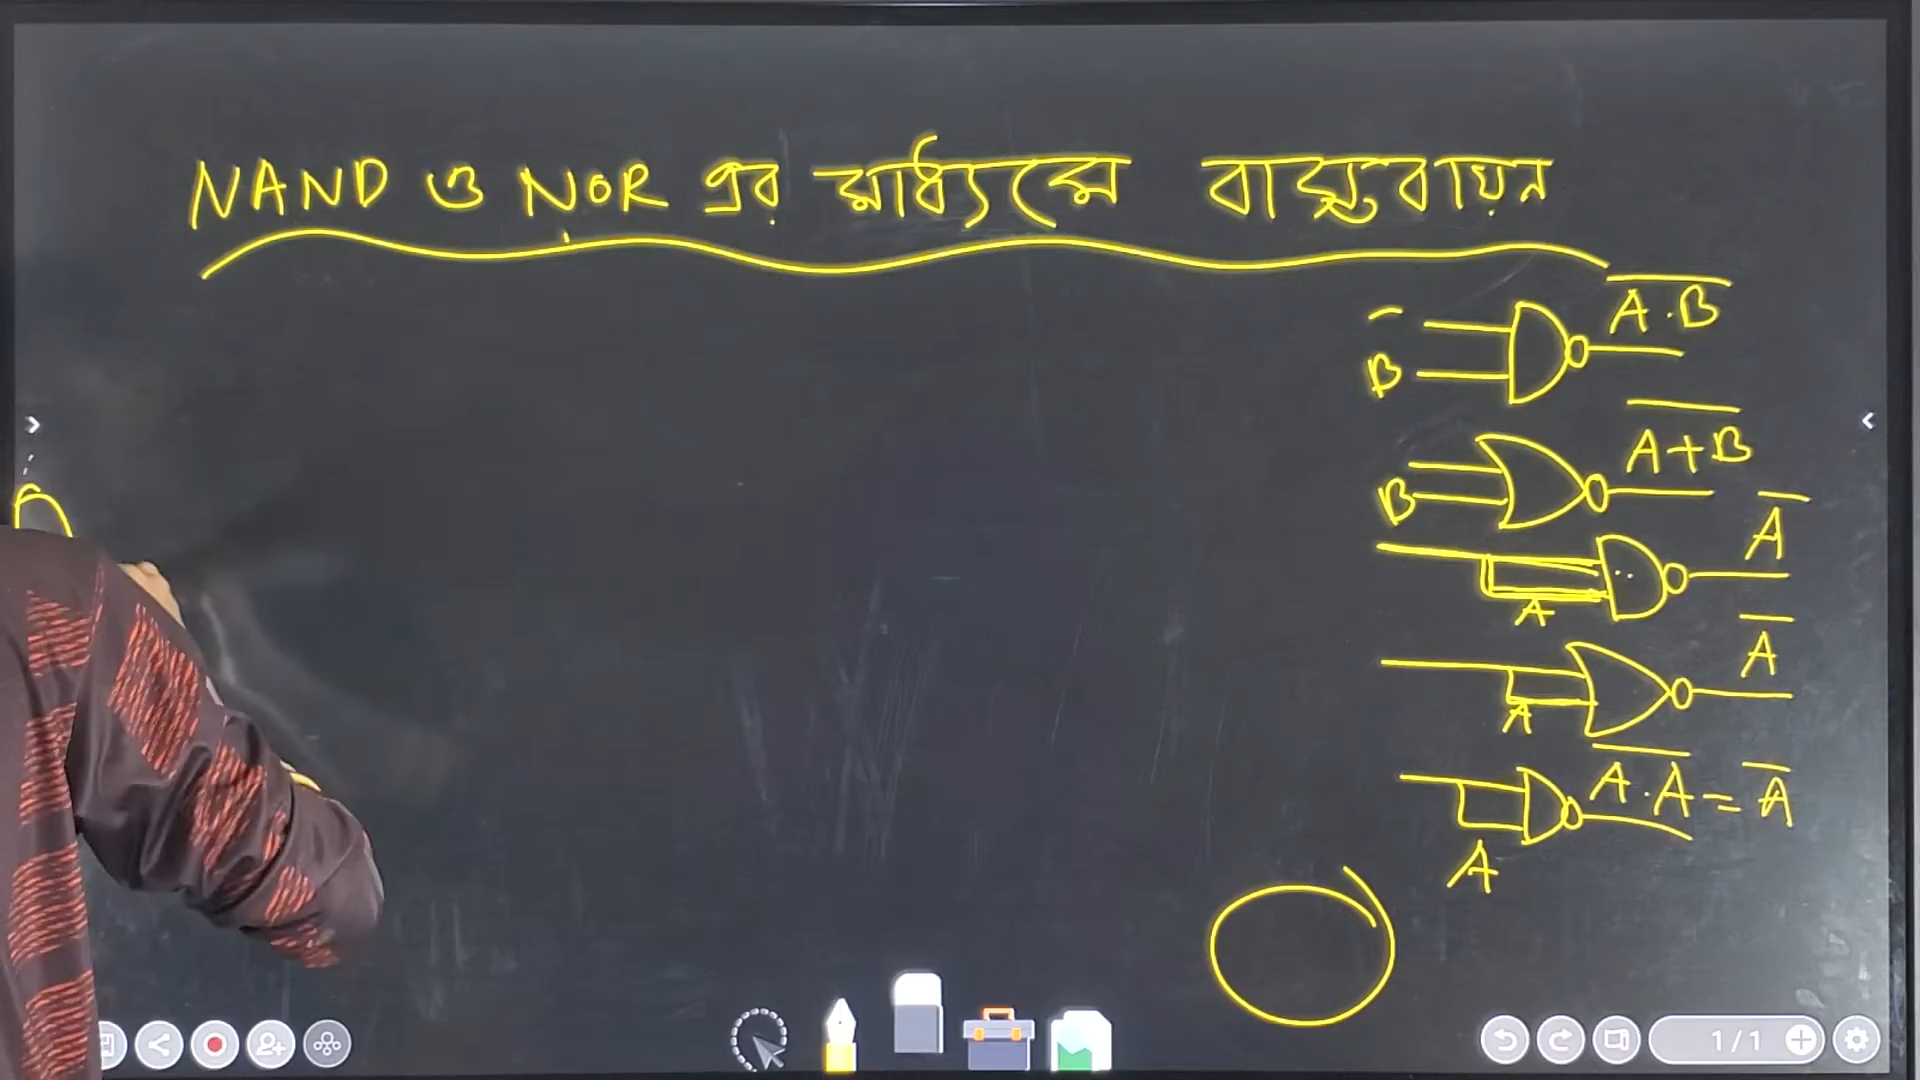 NAND ও NOR এর মাধ্যমে বাস্তবায়ন
A̅ ̅·̅ ̅B̅
B
A̅ ̅+̅ ̅B̅
B
A̅
A
A̅
A
A̅ ̅·̅ ̅A̅ = A̅
A
1/1